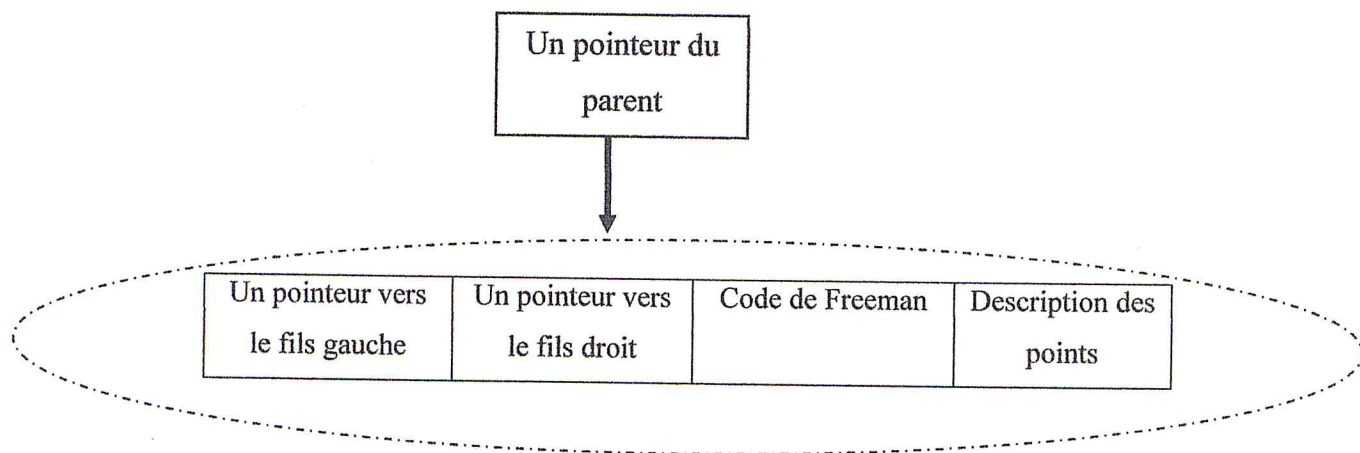 Un pointeur du
parent
Un pointeur vers
le fils gauche
Un pointeur vers
le fils droit
Code de Freeman
Description des
points